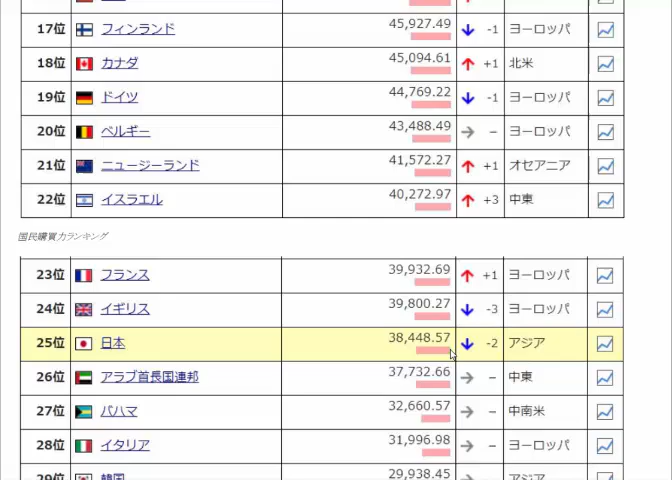 17位 フィンランド 45,927.49 -1 ヨーロッパ
18位 カナダ 45,094.61 +1 北米
19位 ドイツ 44,769.22 -1 ヨーロッパ
20位 ベルギー 43,488.49 - ヨーロッパ
21位 ニュージーランド 41,572.27 +1 オセアニア
22位 イスラエル 40,272.97 +3 中東
国民購買力ランキング
23位 フランス 39,932.69 +1 ヨーロッパ
24位 イギリス 39,800.27 -3 ヨーロッパ
25位 日本 38,448.57 -2 アジア
26位 アラブ首長国連邦 37,732.66 - 中東
27位 バハマ 32,660.57 - 中南米
28位 イタリア 31,996.98 - ヨーロッパ
29位 韓国 29,938.45 アジア